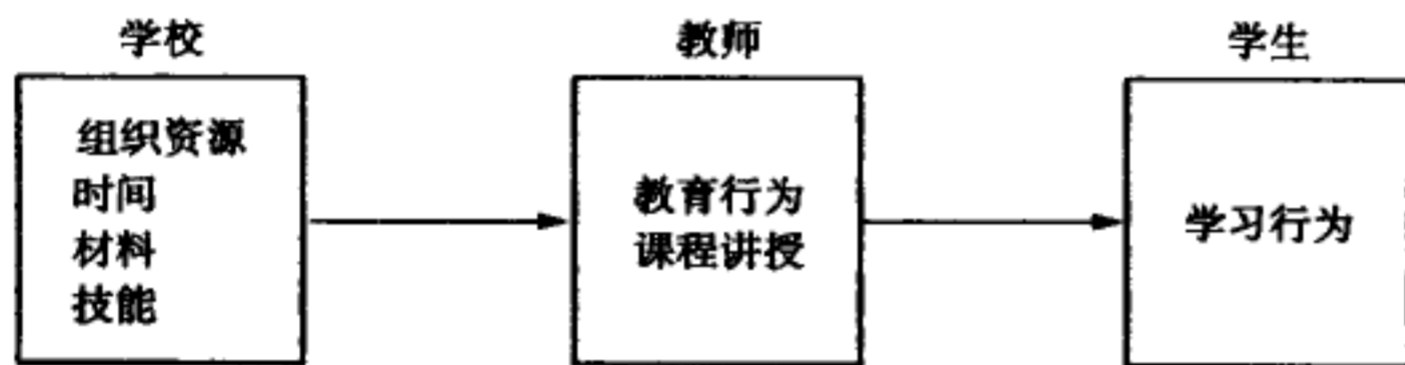 学校
组织资源
时间
材料
技能
教师
教育行为
课程讲授
学生
学习行为